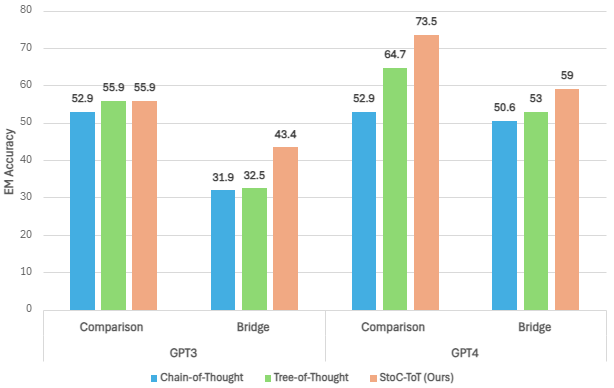 80
70
60
50
40
30
20
10
0
EM Accuracy
52.9 55.9 55.9
31.9 32.5 43.4
52.9 64.7 73.5
50.6 53 59
Comparison Bridge Comparison Bridge
GPT3 GPT4
Chain-of-Thought Tree-of-Thought StoC-ToT (Ours)